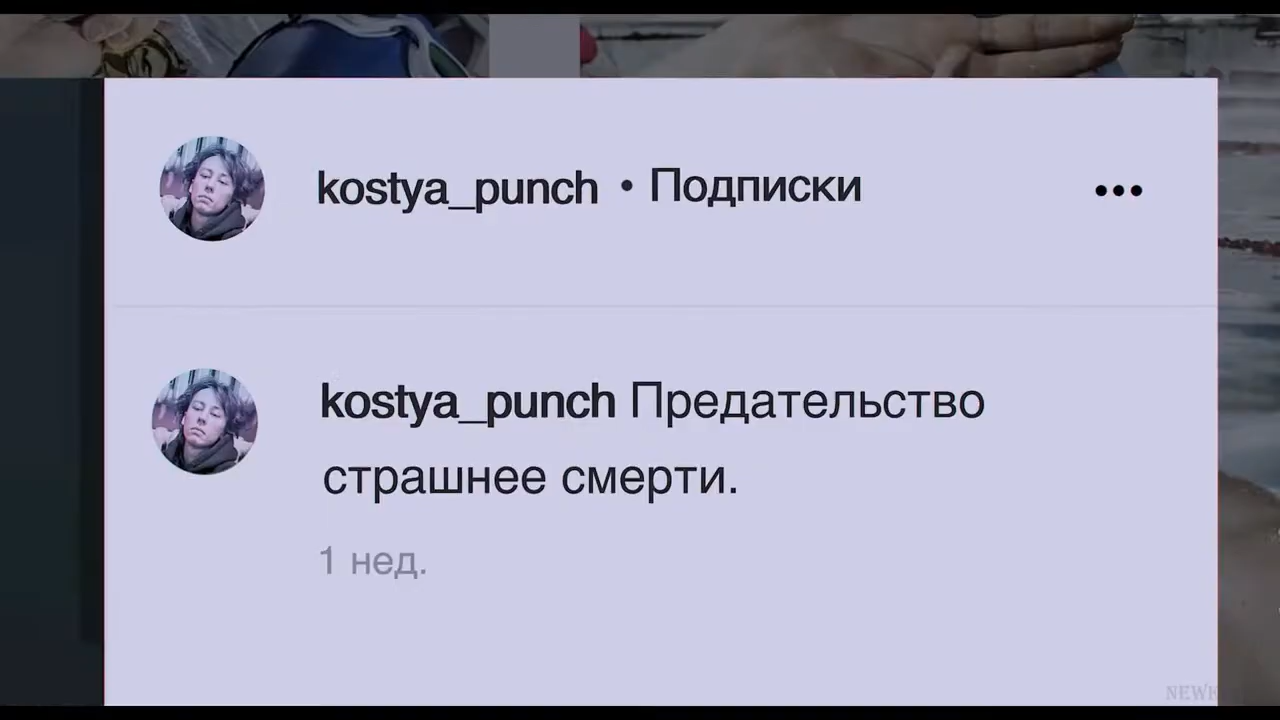 kostya_punch • Подписки
kostya_punch Предательство
страшнее смерти.
1 нед.